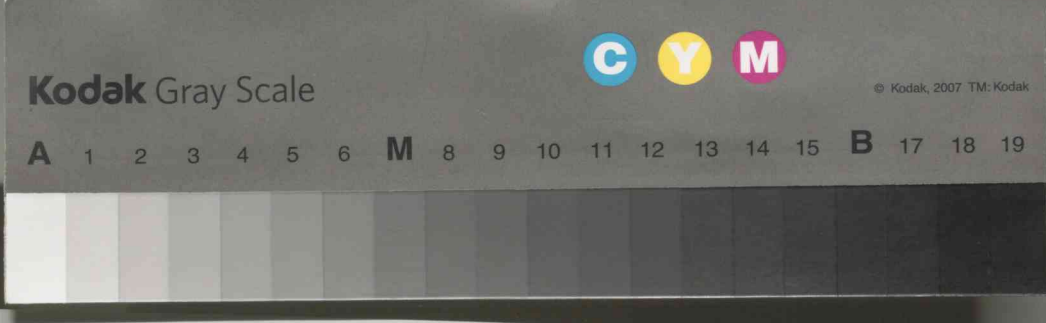 C Y M
Kodak Gray Scale
© Kodak, 2007 TM: Kodak
A 1 2 3 4 5 6 M 8 9 10 11 12 13 14 15 B 17 18 19